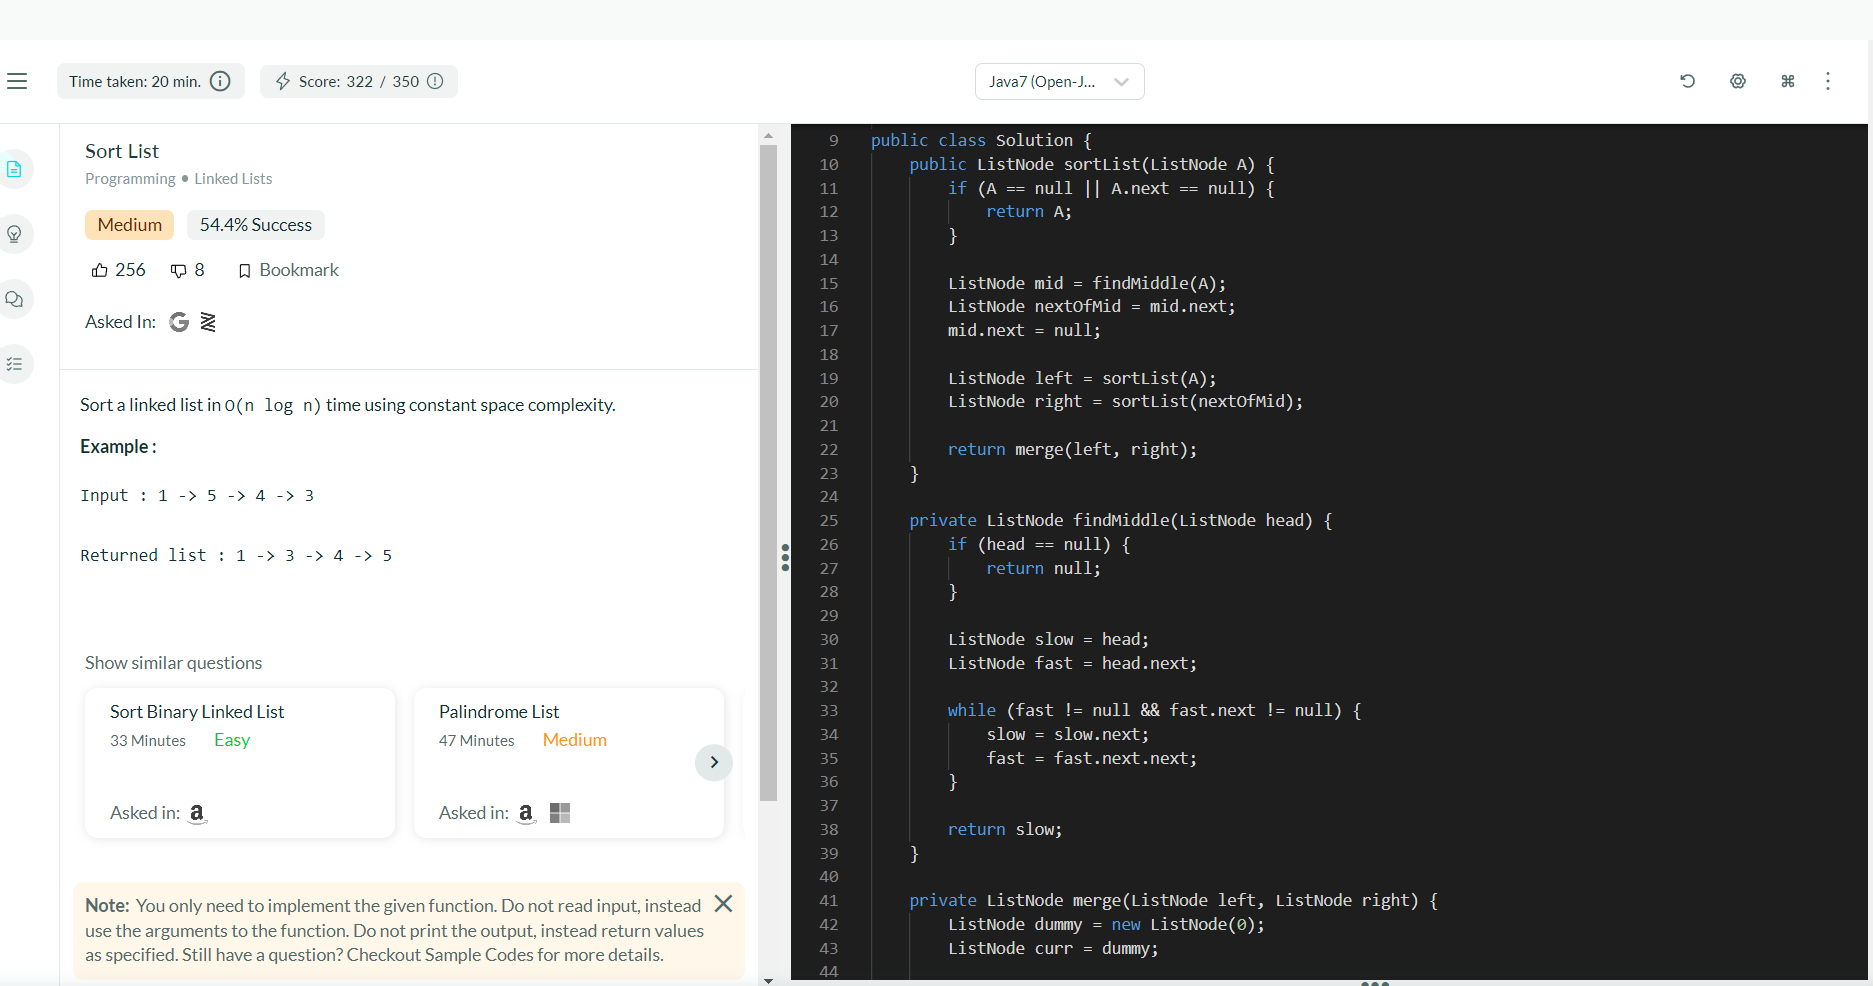 Time taken: 20 min.
Score: 322 / 350
Java7 (Open-J...
Sort List
Programming • Linked Lists
Medium
54.4% Success
256
8
Bookmark
Asked In:
Sort a linked list in O(n log n) time using constant space complexity.
Example :
Input : 1 -> 5 -> 4 -> 3
Returned list : 1 -> 3 -> 4 -> 5
Show similar questions
Sort Binary Linked List
33 Minutes Easy
Asked in:
Palindrome List
47 Minutes Medium
Asked in:
Note: You only need to implement the given function. Do not read input, instead
use the arguments to the function. Do not print the output, instead return values
as specified. Still have a question? Checkout Sample Codes for more details.
9 public class Solution {
10 public ListNode sortList(ListNode A) {
11 if (A == null || A.next == null) {
12 return A;
13 }
14
15 ListNode mid = findMiddle(A);
16 ListNode nextOfMid = mid.next;
17 mid.next = null;
18
19 ListNode left = sortList(A);
20 ListNode right = sortList(nextOfMid);
21
22 return merge(left, right);
23 }
24
25 private ListNode findMiddle(ListNode head) {
26 if (head == null) {
27 return null;
28 }
29
30 ListNode slow = head;
31 ListNode fast = head.next;
32
33 while (fast != null && fast.next != null) {
34 slow = slow.next;
35 fast = fast.next.next;
36 }
37
38 return slow;
39 }
40
41 private ListNode merge(ListNode left, ListNode right) {
42 ListNode dummy = new ListNode(0);
43 ListNode curr = dummy;
44